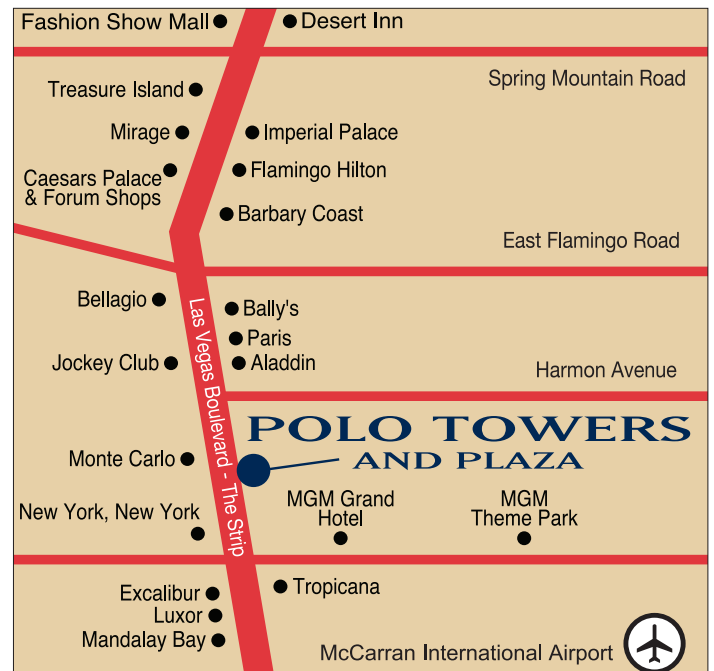 Fashion Show Mall
Desert Inn
Spring Mountain Road
Treasure Island
Mirage
Imperial Palace
Caesars Palace
& Forum Shops
Flamingo Hilton
Barbary Coast
East Flamingo Road
Bellagio
Bally's
Paris
Jockey Club
Aladdin
Harmon Avenue
Las Vegas Boulevard - The Strip
POLO TOWERS
AND PLAZA
Monte Carlo
New York, New York
MGM Grand
Hotel
MGM
Theme Park
Excalibur
Tropicana
Luxor
Mandalay Bay
McCarran International Airport